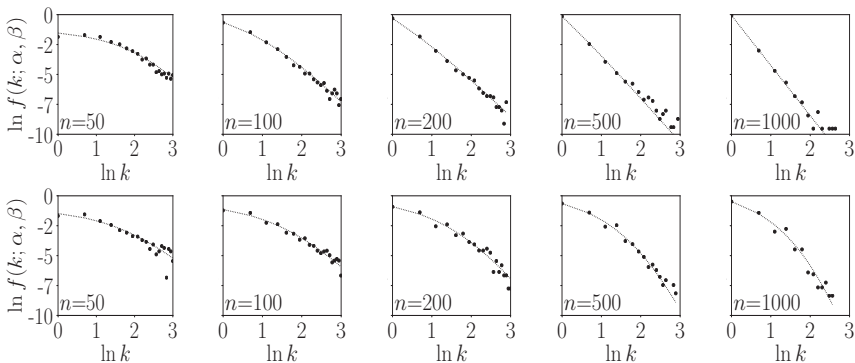 ln f(k; α, β)
0
-2
-5
-7
-10
n=50
n=100
n=200
n=500
n=1000
0 1 2 3 0 1 2 3 0 1 2 3 0 1 2 3 0 1 2 3
ln k ln k ln k ln k ln k
ln f(k; α, β)
0
-2
-5
-7
-10
n=50
n=100
n=200
n=500
n=1000
0 1 2 3 0 1 2 3 0 1 2 3 0 1 2 3 0 1 2 3
ln k ln k ln k ln k ln k